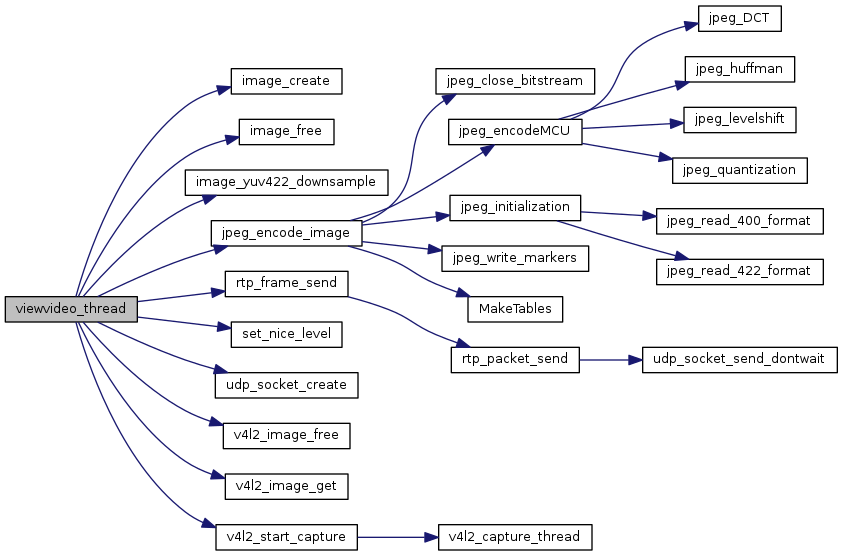 viewvideo_thread
image_create
image_free
image_yuv422_downsample
jpeg_encode_image
rtp_frame_send
set_nice_level
udp_socket_create
v4l2_image_free
v4l2_image_get
v4l2_start_capture
jpeg_close_bitstream
jpeg_encodeMCU
jpeg_initialization
jpeg_write_markers
MakeTables
rtp_packet_send
v4l2_capture_thread
jpeg_DCT
jpeg_huffman
jpeg_levelshift
jpeg_quantization
jpeg_read_400_format
jpeg_read_422_format
udp_socket_send_dontwait